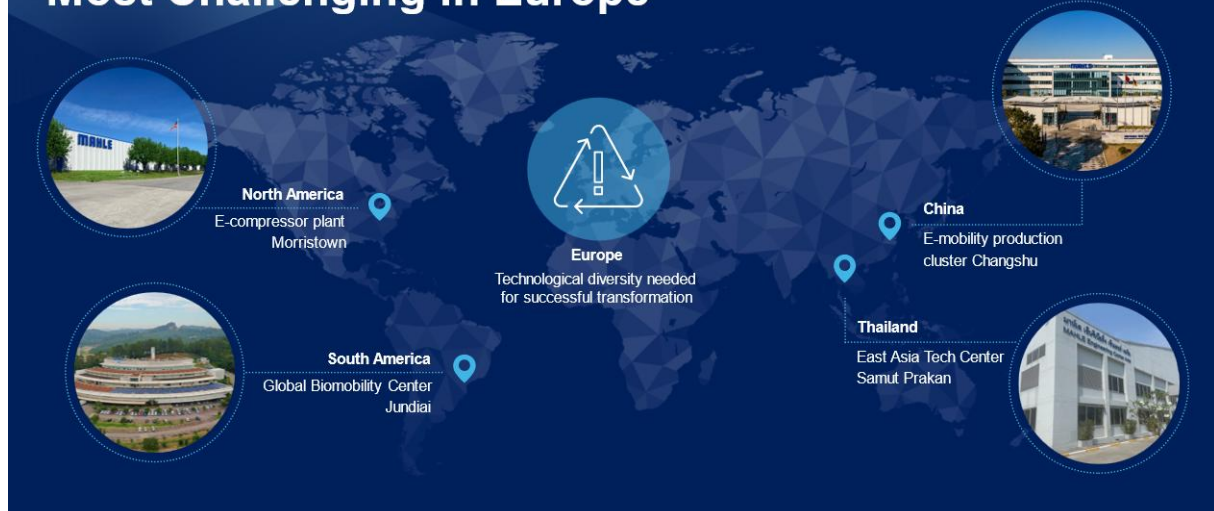 Most Challenging in Europe
MAHLE
North America
E-compressor plant
Morristown
South America
Global Biomobility Center
Jundiai
Europe
Technological diversity needed
for successful transformation
MAHLE
China
E-mobility production
cluster Changshu
Thailand
East Asia Tech Center
Samut Prakan